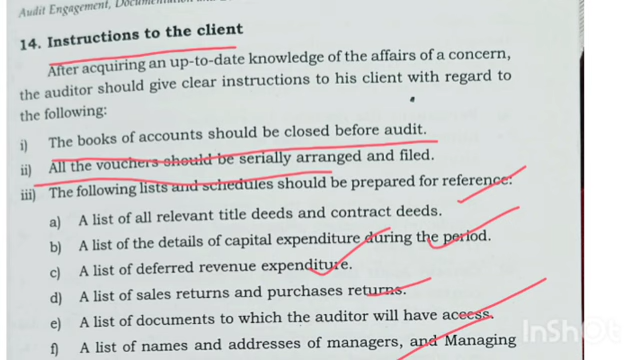 Audit Engagement,
14. Instructions to the client
After acquiring an up-to-date knowledge of the affairs of a concern,
the auditor should give clear instructions to his client with regard to
the following:
i) The books of accounts should be closed before audit.
ii) All the vouchers should be serially arranged and filed.
iii) The following lists and schedules should be prepared for reference:
a) A list of all relevant title deeds and contract deeds.
b) A list of the details of capital expenditure during the period.
c) A list of deferred revenue expenditure.
d) A list of sales returns and purchases returns.
e) A list of documents to which the auditor will have access.
f) A list of names and addresses of managers, and Managing
InShOt